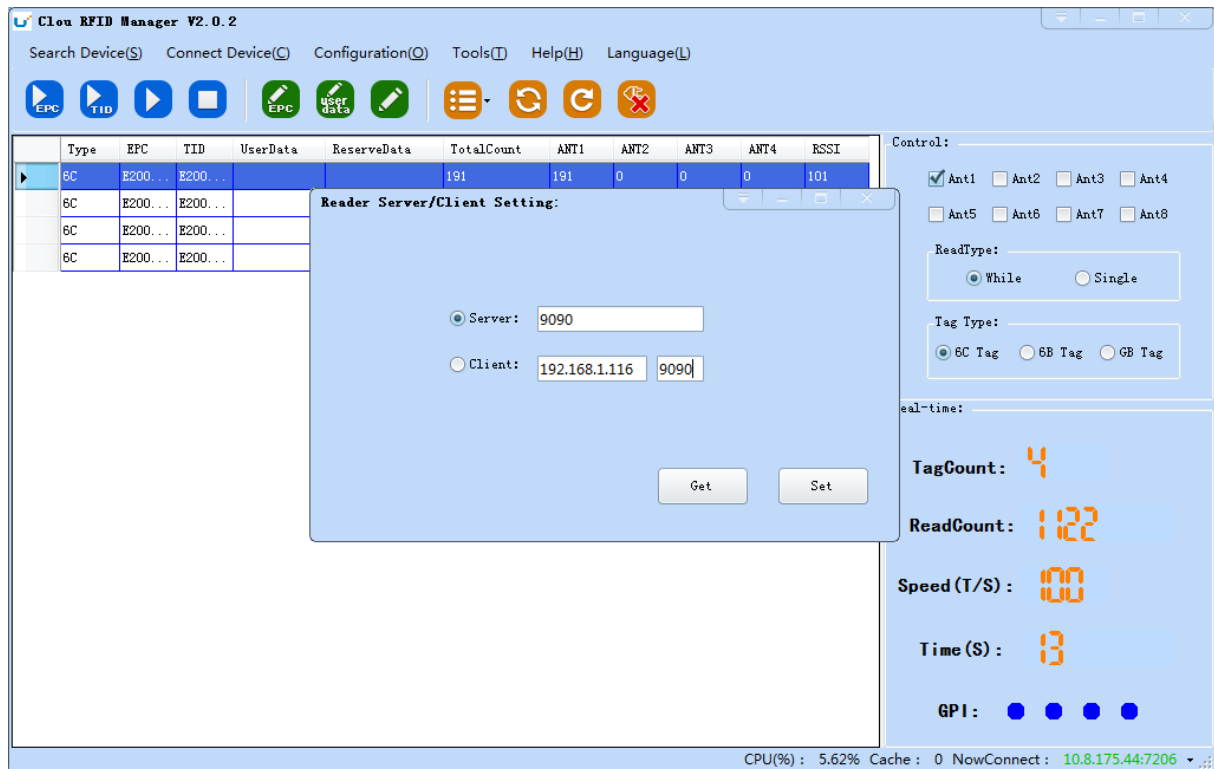 Clou RFID Manager V2.0.2
Search Device(S) Connect Device(C) Configuration(O) Tools(T) Help(H) Language(L)
EPC TID EPC user data
Type EPC TID UserData ReserveData TotalCount ANT1 ANT2 ANT3 ANT4 RSSI
6C E200... E200... 191 191 0 0 0 101
6C E200... E200...
6C E200... E200...
6C E200... E200...
Reader Server/Client Setting:
Server: 9090
Client: 192.168.1.116 9090
Get Set
Control:
Ant1 Ant2 Ant3 Ant4
Ant5 Ant6 Ant7 Ant8
ReadType:
While Single
Tag Type:
6C Tag 6B Tag GB Tag
eal-time:
TagCount: 4
ReadCount: 1122
Speed(T/S): 100
Time(S): 13
GPI:
CPU(%) : 5.62% Cache : 0 NowConnect : 10.8.175.44:7206